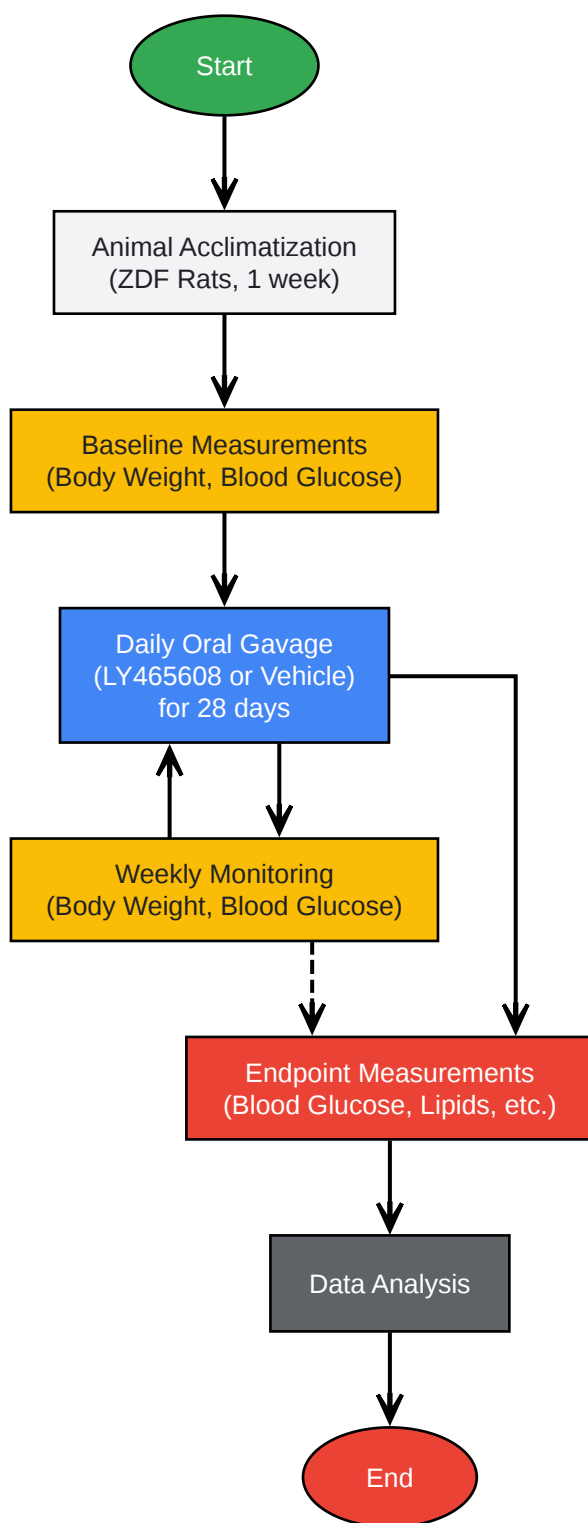 Start
Animal Acclimatization
(ZDF Rats, 1 week)
Baseline Measurements
(Body Weight, Blood Glucose)
Daily Oral Gavage
(LY465608 or Vehicle)
for 28 days
Weekly Monitoring
(Body Weight, Blood Glucose)
Endpoint Measurements
(Blood Glucose, Lipids, etc.)
Data Analysis
End